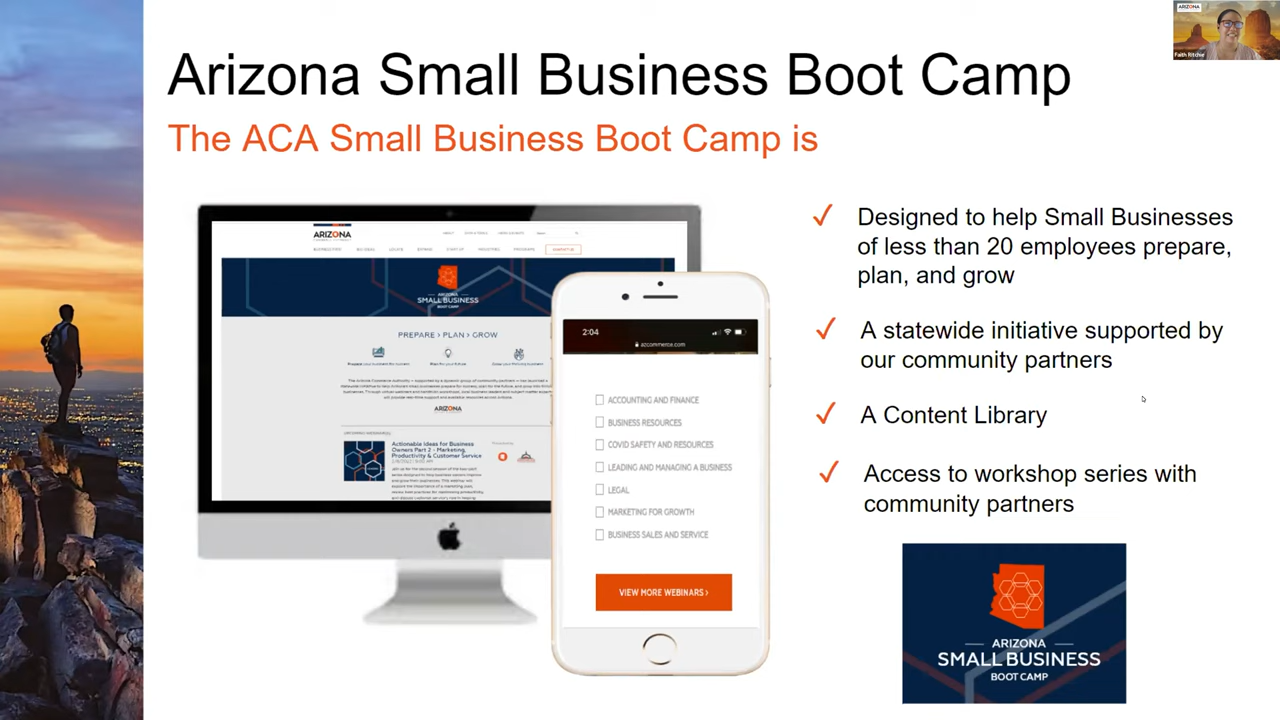 ARIZONA
Faith Ritchie
Arizona Small Business Boot Camp
The ACA Small Business Boot Camp is
ARIZONA
ARIZONA
SMALL BUSINESS
BOOT CAMP
PREPARE > PLAN > GROW
ARIZONA
Actionable Ideas for Business
Owners Part 2 - Marketing,
Productivity & Customer Service
2:04
azcommerce.com
ACCOUNTING AND FINANCE
BUSINESS RESOURCES
COVID SAFETY AND RESOURCES
LEADING AND MANAGING A BUSINESS
LEGAL
MARKETING FOR GROWTH
BUSINESS SALES AND SERVICE
VIEW MORE WEBINARS >
✓ Designed to help Small Businesses
of less than 20 employees prepare,
plan, and grow
✓ A statewide initiative supported by
our community partners
✓ A Content Library
✓ Access to workshop series with
community partners
ARIZONA
SMALL BUSINESS
BOOT CAMP